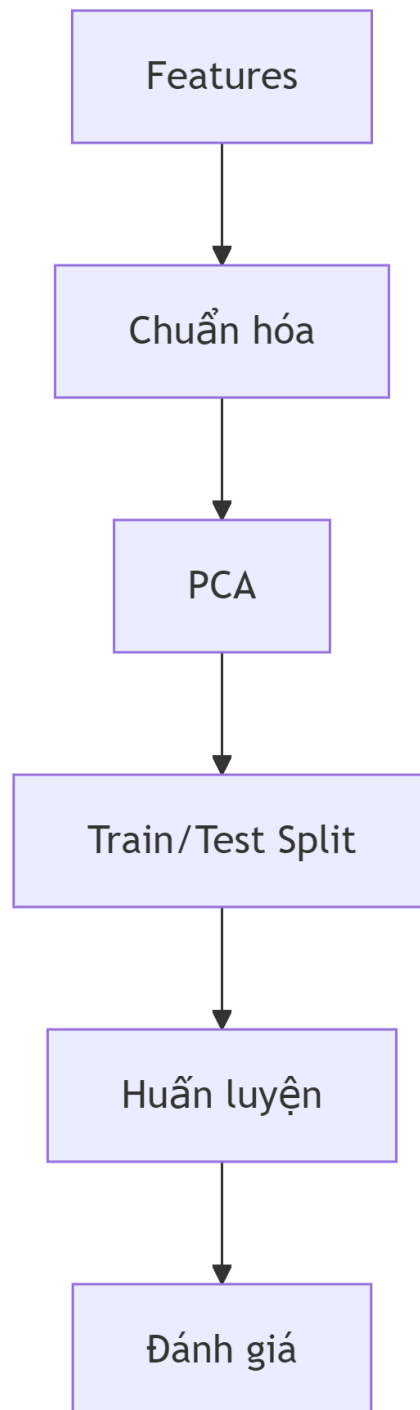 Features
Chuẩn hóa
PCA
Train/Test Split
Huấn luyện
Đánh giá